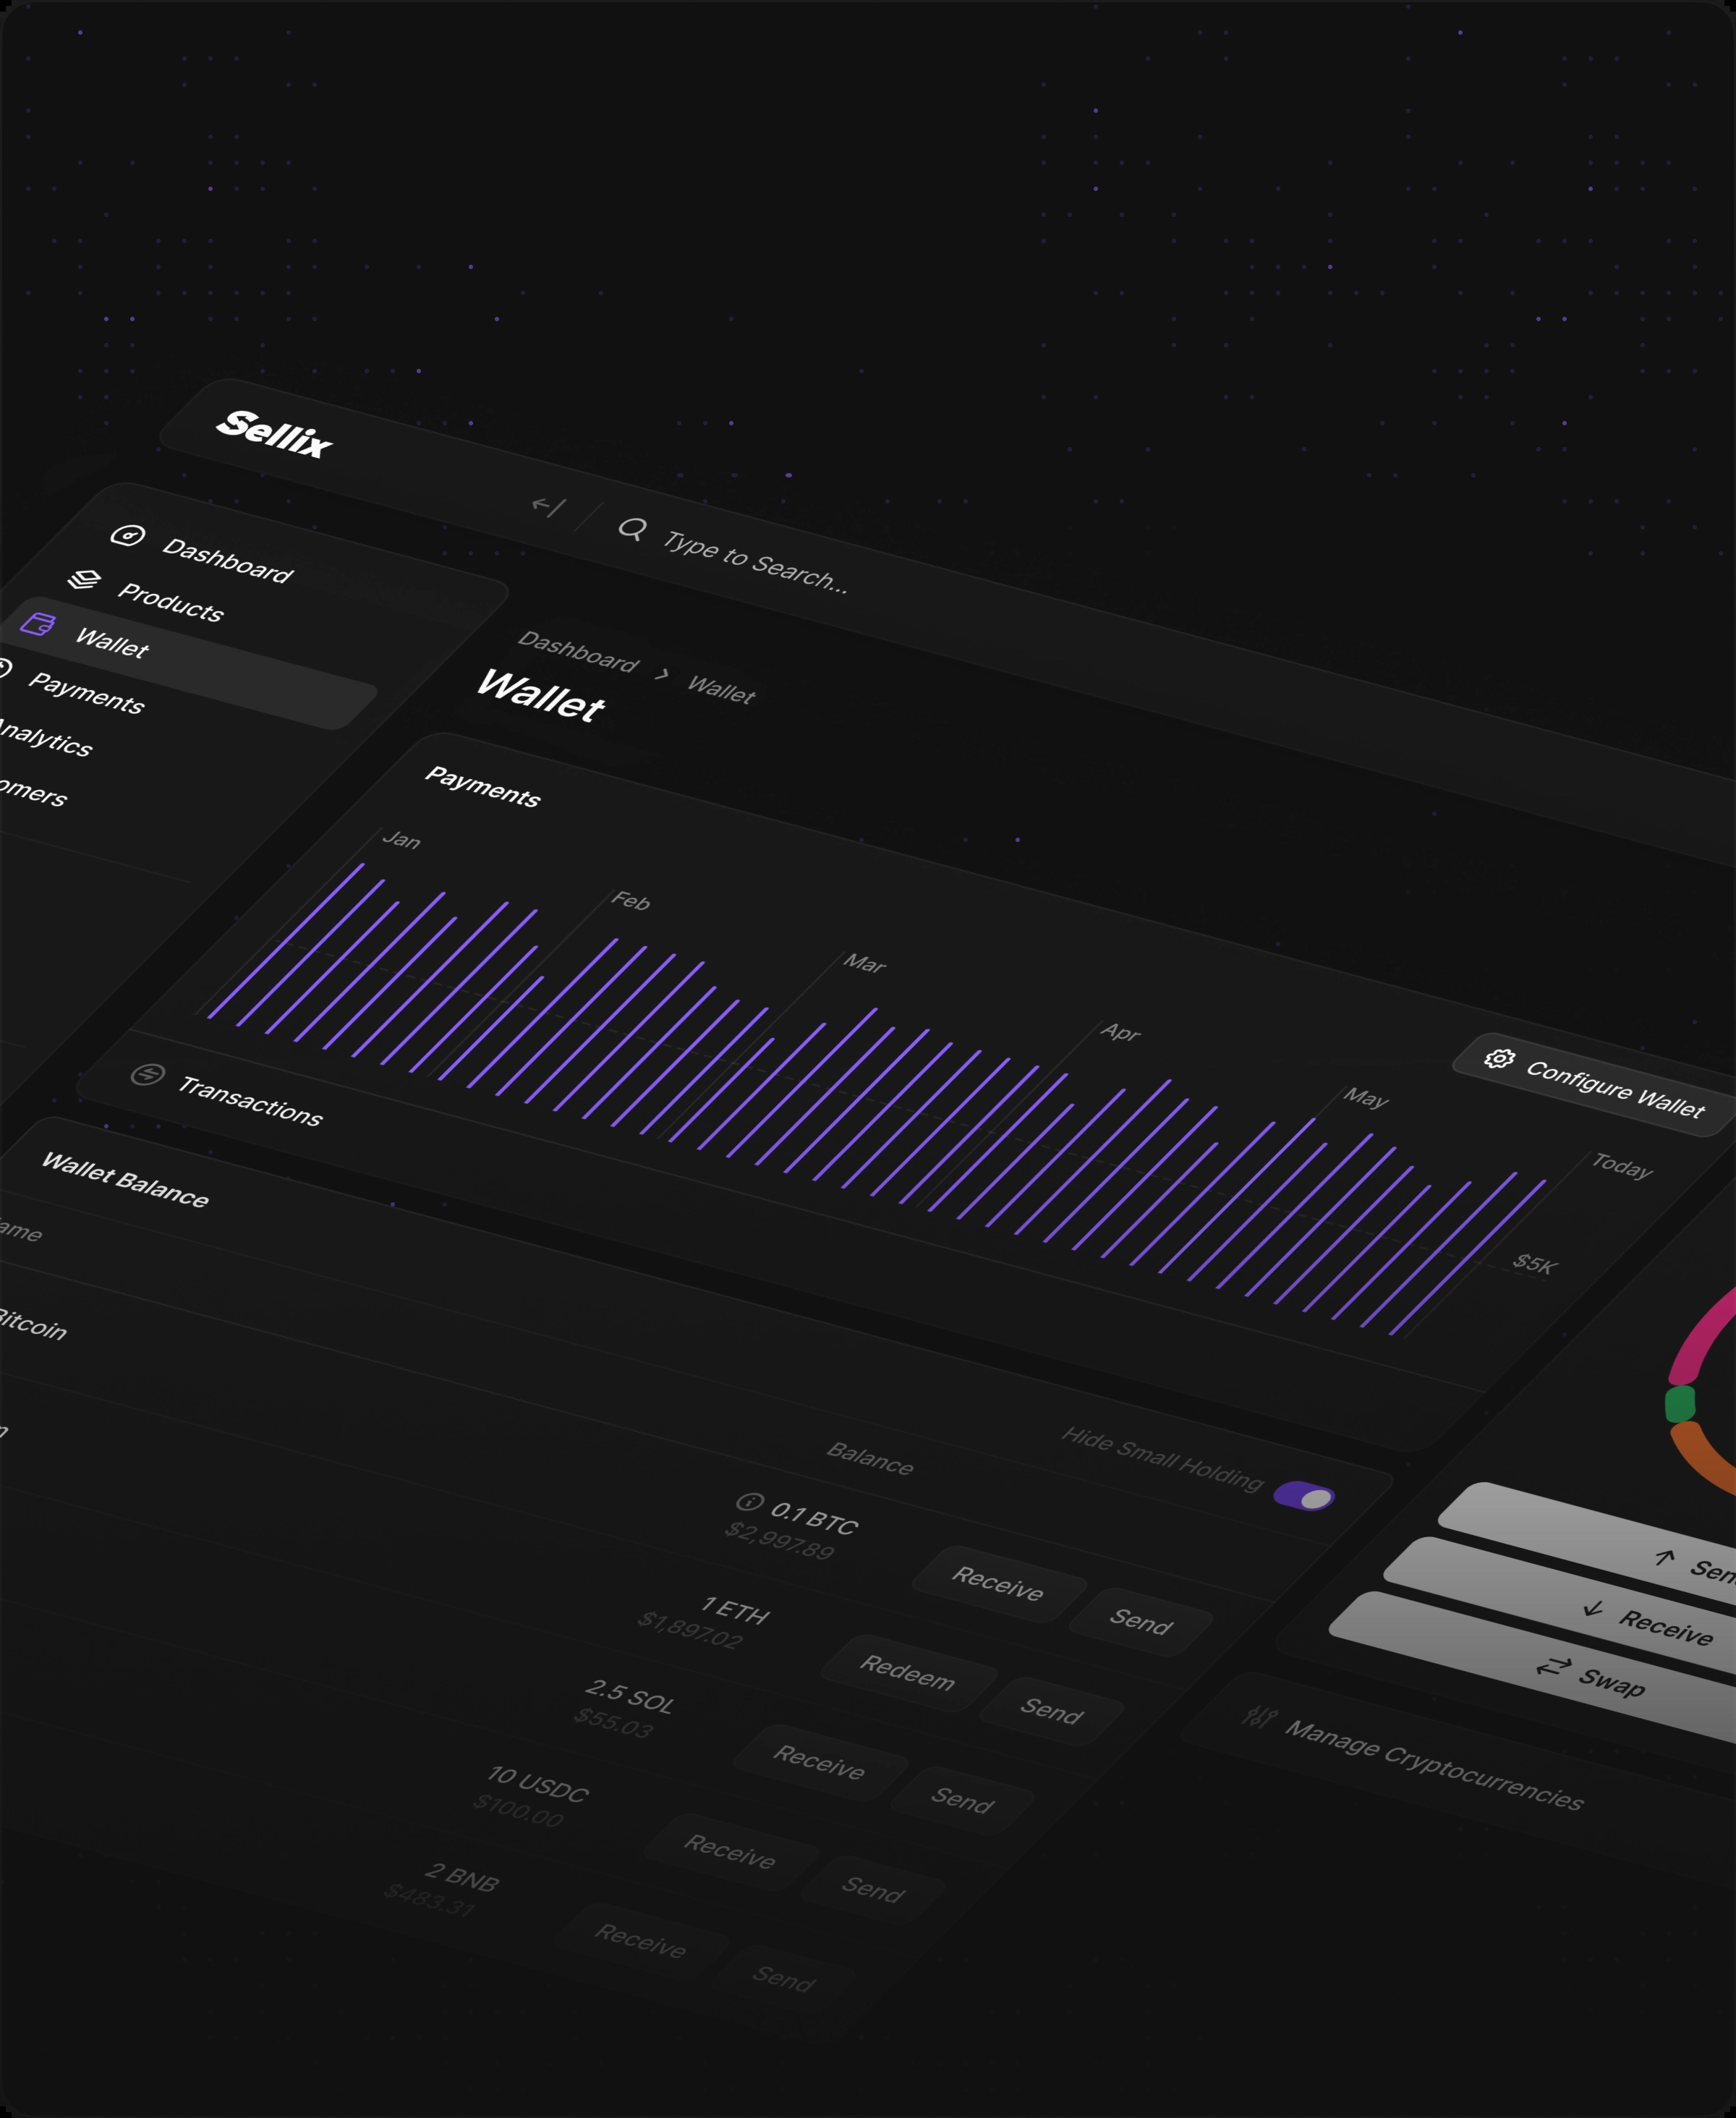 Sellix
Type to Search...
Dashboard
Products
Wallet
Payments
Analytics
omers
Dashboard > Wallet
Wallet
Configure Wallet
Payments
Jan
Feb
Mar
Apr
May
Today
$5K
Transactions
Wallet Balance
Hide Small Holding
ame
Balance
Bitcoin
0.1 BTC
$2,997.89
Receive
Send
n
1 ETH
$1,897.02
Redeem
Send
2.5 SOL
$55.03
Receive
Send
10 USDC
$100.00
Receive
Send
2 BNB
$483.31
Receive
Send
Sen
Receive
Swap
Manage Cryptocurrencies